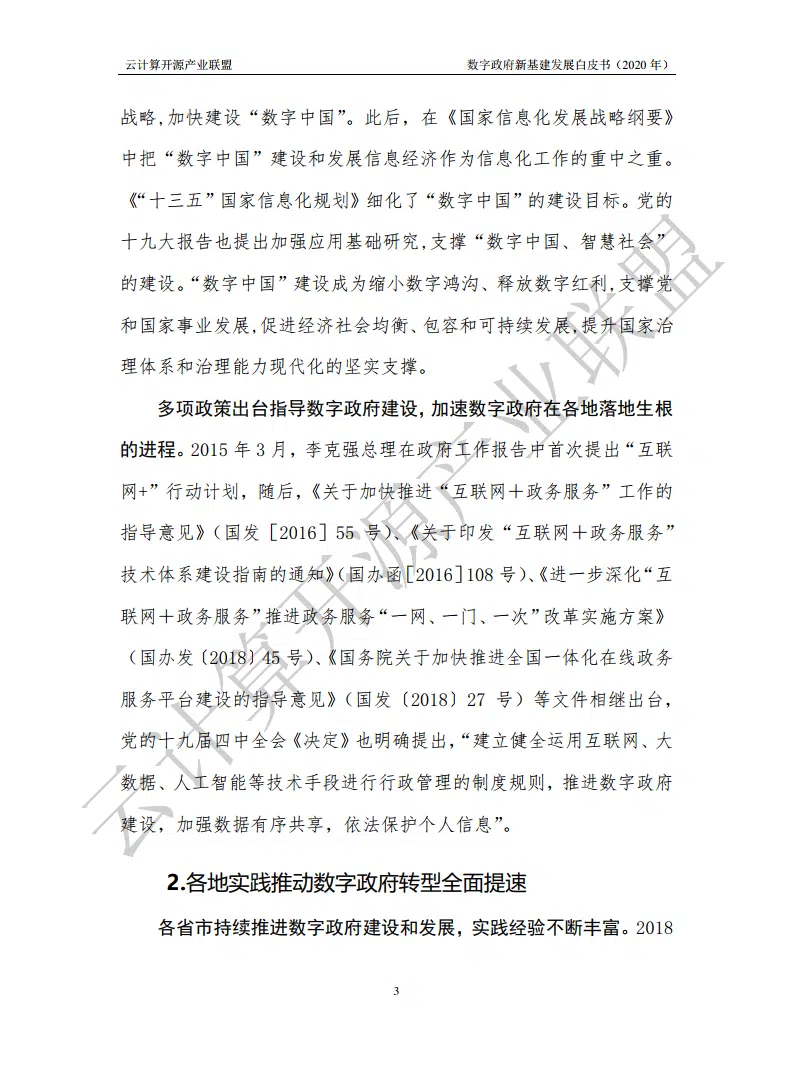 云计算开源产业联盟 数字政府新基建发展白皮书（2020 年）
战略,加快建设“数字中国”。此后，在《国家信息化发展战略纲要》
中把“数字中国”建设和发展信息经济作为信息化工作的重中之重。
《“十三五”国家信息化规划》细化了“数字中国”的建设目标。党的
十九大报告也提出加强应用基础研究,支撑“数字中国、智慧社会”
的建设。“数字中国”建设成为缩小数字鸿沟、释放数字红利,支撑党
和国家事业发展,促进经济社会均衡、包容和可持续发展,提升国家治
理体系和治理能力现代化的坚实支撑。
多项政策出台指导数字政府建设，加速数字政府在各地落地生根
的进程。2015 年 3 月，李克强总理在政府工作报告中首次提出“互联
网+”行动计划，随后，《关于加快推进“互联网＋政务服务”工作的
指导意见》（国发［2016］55 号）、《关于印发“互联网＋政务服务”
技术体系建设指南的通知》（国办函[2016]108 号）、《进一步深化“互
联网＋政务服务”推进政务服务“一网、一门、一次”改革实施方案》
（国办发〔2018〕45 号）、《国务院关于加快推进全国一体化在线政务
服务平台建设的指导意见》（国发〔2018〕27 号）等文件相继出台，
党的十九届四中全会《决定》也明确提出，“建立健全运用互联网、大
数据、人工智能等技术手段进行行政管理的制度规则，推进数字政府
建设，加强数据有序共享，依法保护个人信息”。
2.各地实践推动数字政府转型全面提速
各省市持续推进数字政府建设和发展，实践经验不断丰富。2018
3
云计算开源产业联盟